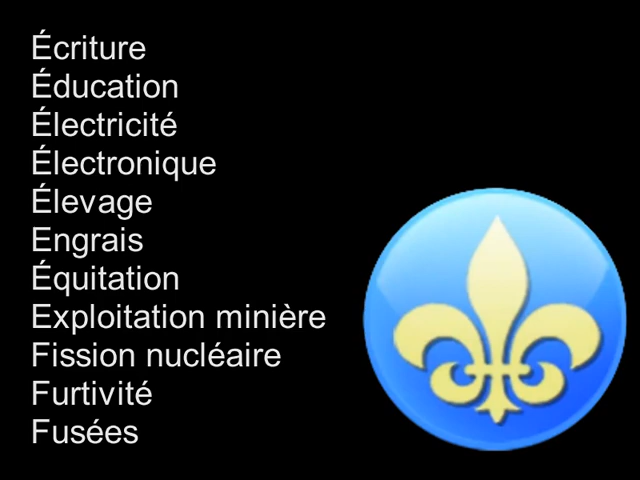 Écriture
Éducation
Électricité
Électronique
Élevage
Engrais
Équitation
Exploitation minière
Fission nucléaire
Furtivité
Fusées